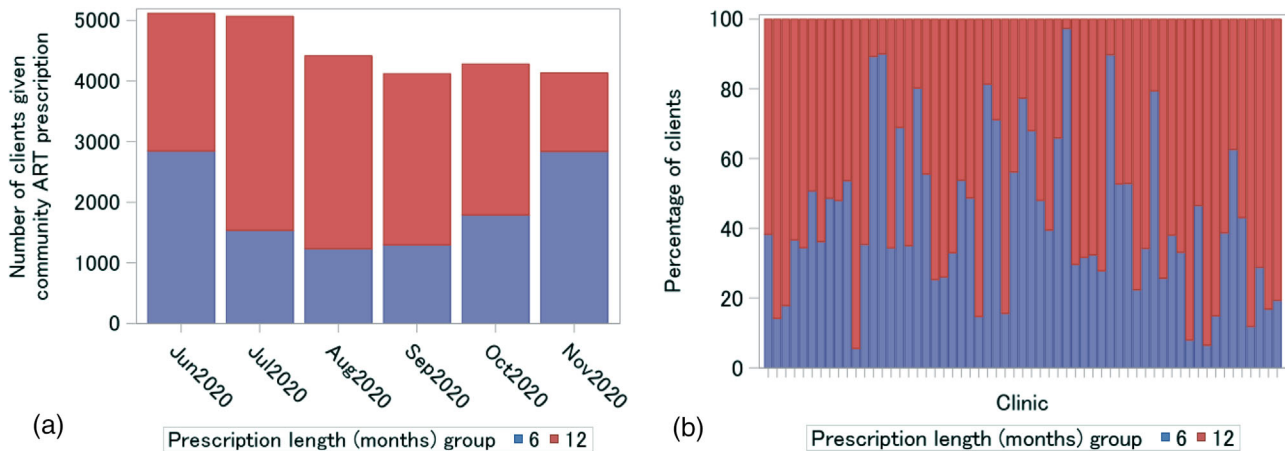 Number of clients given
community ART prescription
5000
4000
3000
2000
1000
0
Jun2020
Jul2020
Aug2020
Sep2020
Oct2020
Nov2020
(a)
Prescription length (months) group 6 12
Percentage of clients
100
80
60
40
20
0
Clinic
(b)
Prescription length (months) group 6 12